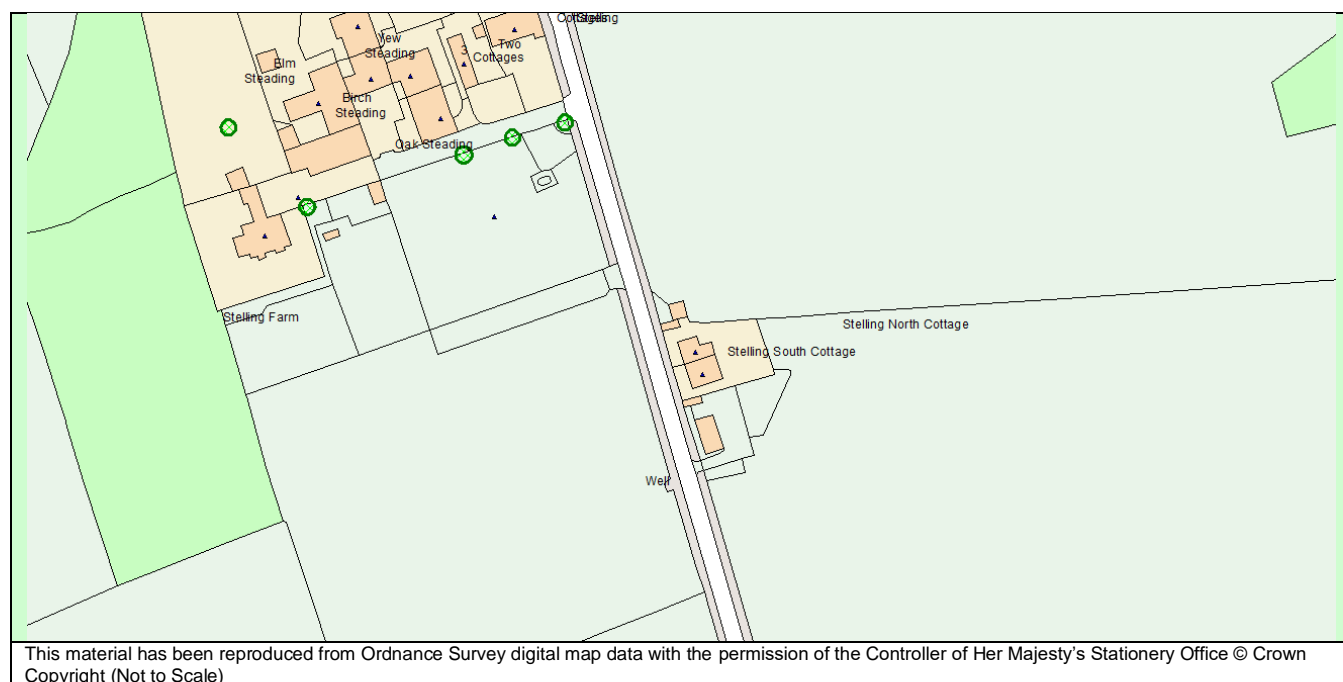 Cottages Stelling
Yew
Steading
3
Two
Cottages
Elm
Steading
Birch
Steading
Oak Steading
Stelling Farm
Stelling North Cottage
Stelling South Cottage
Well
This material has been reproduced from Ordnance Survey digital map data with the permission of the Controller of Her Majesty's Stationery Office © Crown
Copyright (Not to Scale)